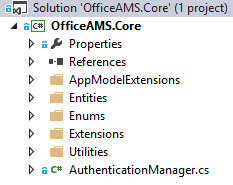 Solution 'OfficeAMS.Core' (1 project)
C# OfficeAMS.Core
Properties
References
AppModelExtensions
Entities
Enums
Extensions
Utilities
C# AuthenticationManager.cs